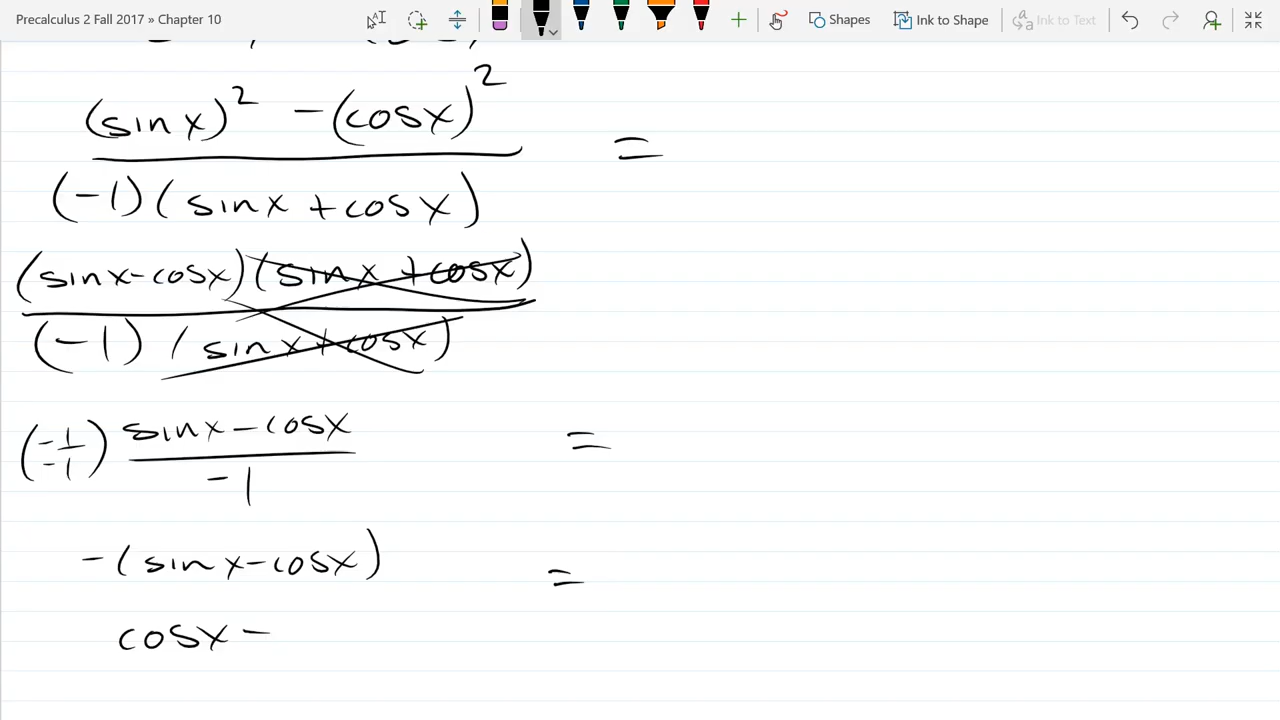 Precalculus 2 Fall 2017 » Chapter 10
Shapes
Ink to Shape
Ink to Text
(sin x)² - (cos x)²
=
(-1)(sin x + cos x)
(sin x - cos x)(sin x + cos x)
(-1) (sin x + cos x)
(-1/-1) sin x - cos x
=
-1
-(sin x - cos x)
=
cos x -